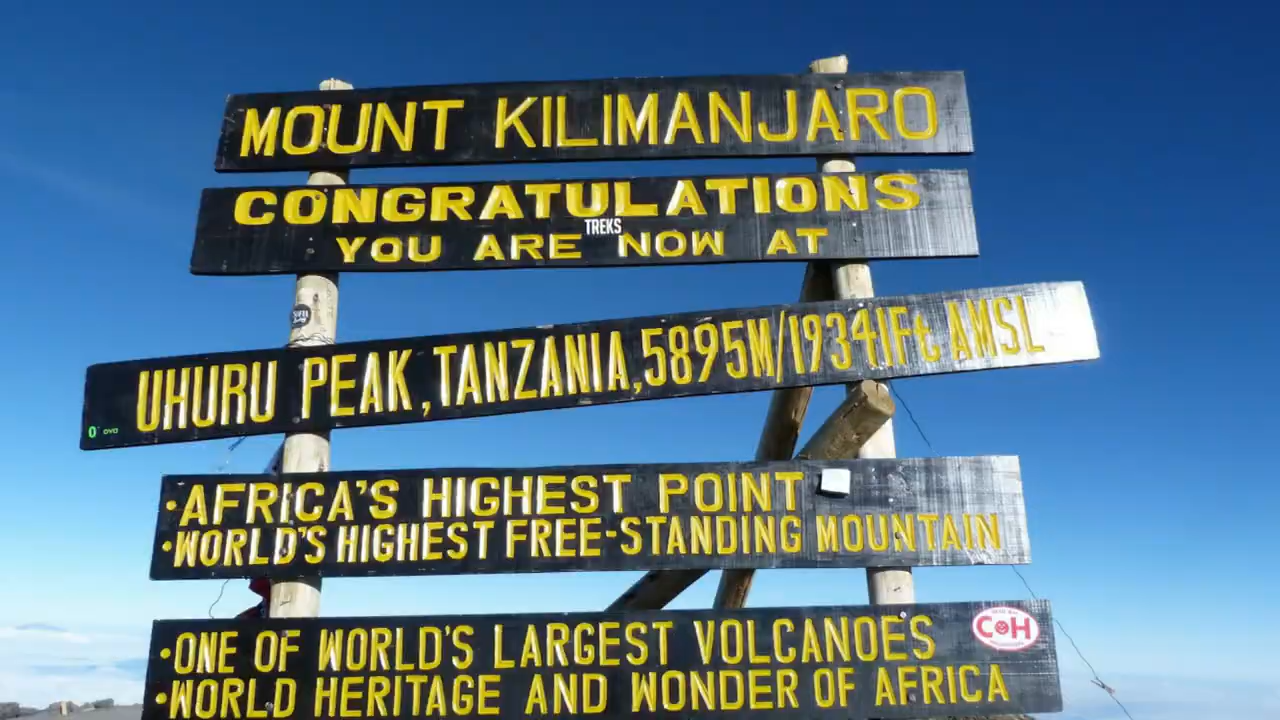 MOUNT KILIMANJARO
CONGRATULATIONS
TREKS
YOU ARE NOW AT
UHURU PEAK, TANZANIA, 5895M/19341Ft AMSL
•AFRICA'S HIGHEST POINT
•WORLD'S HIGHEST FREE-STANDING MOUNTAIN
•ONE OF WORLD'S LARGEST VOLCANOES
COH
•WORLD HERITAGE AND WONDER OF AFRICA